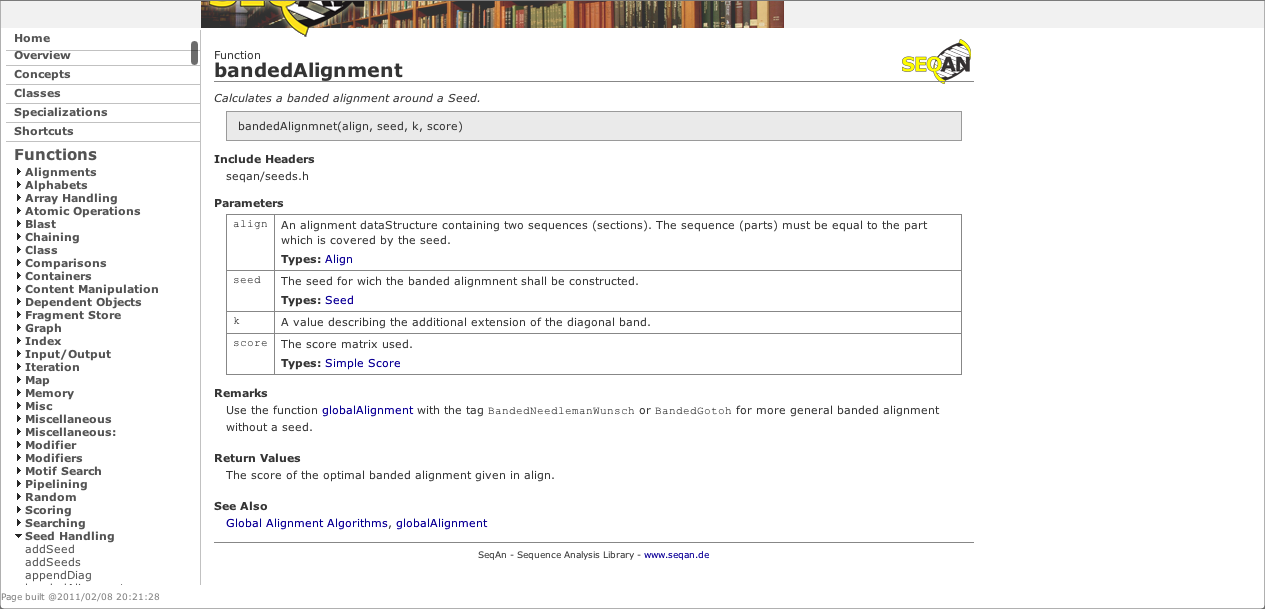 SEQAN
Home
Overview
Concepts
Classes
Specializations
Shortcuts
Functions
Alignments
Alphabets
Array Handling
Atomic Operations
Blast
Chaining
Class
Comparisons
Containers
Content Manipulation
Dependent Objects
Fragment Store
Graph
Index
Input/Output
Iteration
Map
Memory
Misc
Miscellaneous
Miscellaneous:
Modifier
Modifiers
Motif Search
Pipelining
Random
Scoring
Searching
Seed Handling
addSeed
addSeeds
appendDiag
Page built @2011/02/08 20:21:28
Function
bandedAlignment
SEQAN
Calculates a banded alignment around a Seed.
bandedAlignmnet(align, seed, k, score)
Include Headers
seqan/seeds.h
Parameters
align An alignment dataStructure containing two sequences (sections). The sequence (parts) must be equal to the part
which is covered by the seed.
Types: Align
seed The seed for wich the banded alignmnent shall be constructed.
Types: Seed
k A value describing the additional extension of the diagonal band.
score The score matrix used.
Types: Simple Score
Remarks
Use the function globalAlignment with the tag BandedNeedlemanWunsch or BandedGotoh for more general banded alignment
without a seed.
Return Values
The score of the optimal banded alignment given in align.
See Also
Global Alignment Algorithms, globalAlignment
SeqAn - Sequence Analysis Library - www.seqan.de